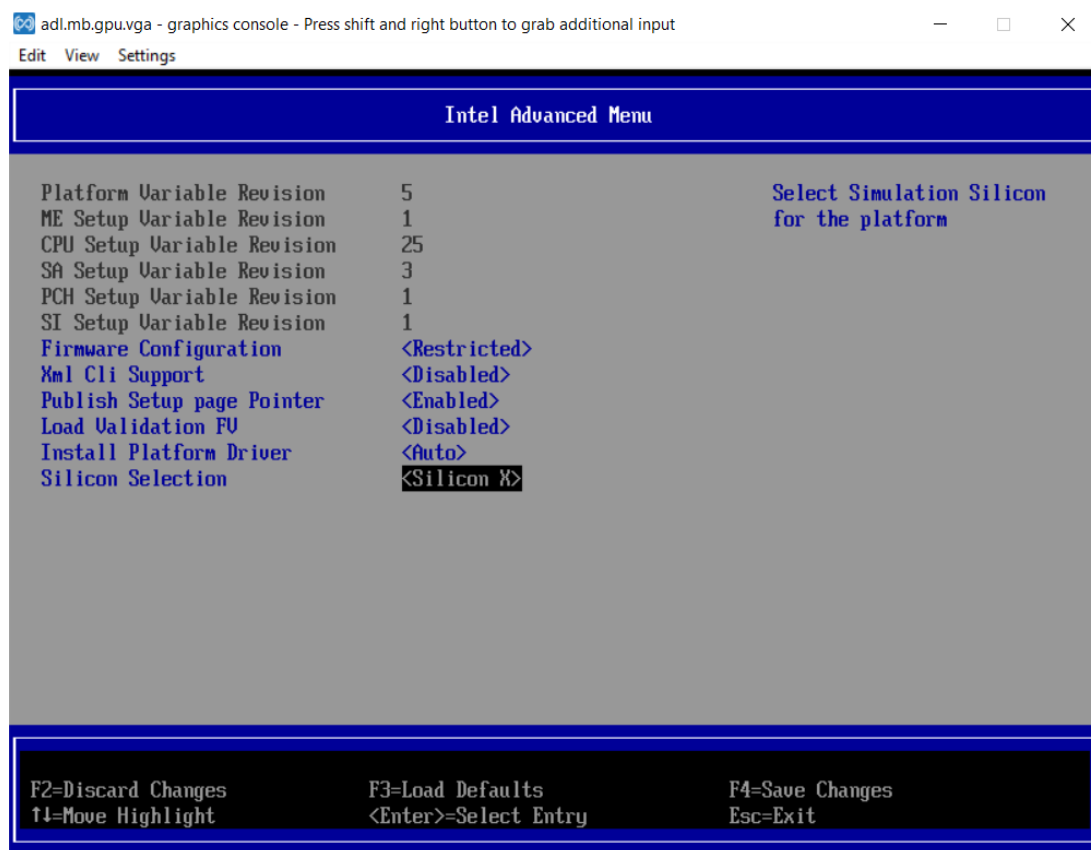 adl.mb.gpu.vga - graphics console - Press shift and right button to grab additional input
Edit View Settings
Intel Advanced Menu
Platform Variable Revision 5
ME Setup Variable Revision 1
CPU Setup Variable Revision 25
SA Setup Variable Revision 3
PCH Setup Variable Revision 1
SI Setup Variable Revision 1
Firmware Configuration <Restricted>
Xml Cli Support <Disabled>
Publish Setup page Pointer <Enabled>
Load Validation FV <Disabled>
Install Platform Driver <Auto>
Silicon Selection <Silicon X>
Select Simulation Silicon
for the platform
F2=Discard Changes F3=Load Defaults F4=Save Changes
↑↓=Move Highlight <Enter>=Select Entry Esc=Exit